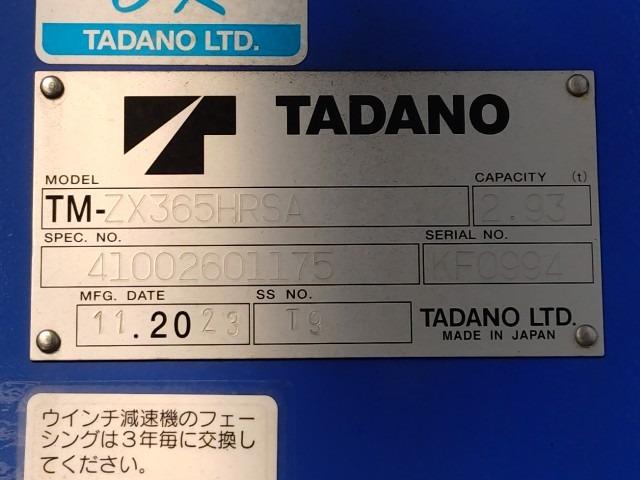 TADANO LTD.
TADANO
MODEL
CAPACITY (t)
TM-ZX365HRSA
2.93
SPEC. NO.
SERIAL NO.
41002601175
KF0994
MFG. DATE
SS NO.
11.2023
T9
TADANO LTD.
MADE IN JAPAN
ウインチ減速機のフェー
シングは3年毎に交換し
てください。